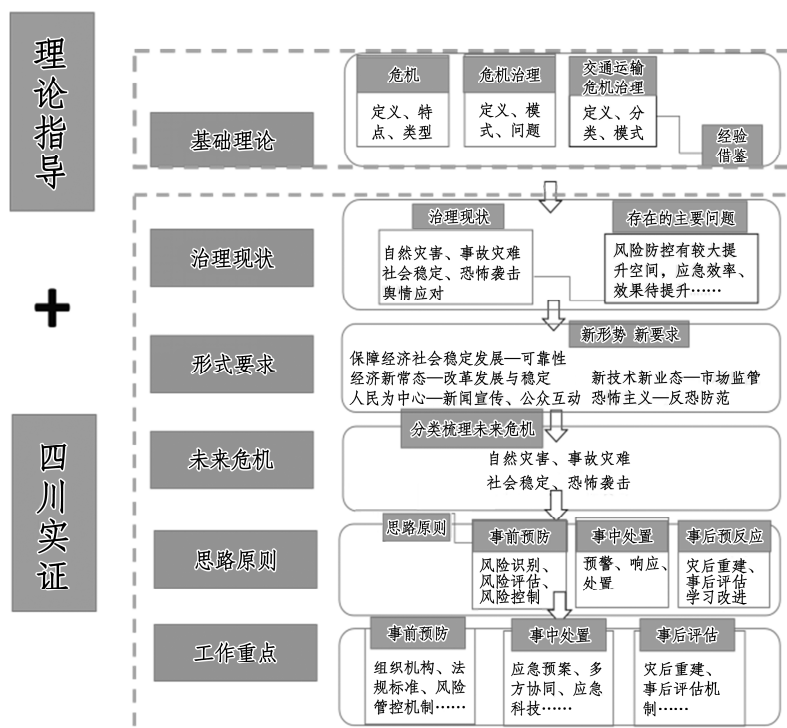 理论指导
+
四川实证
基础理论
危机
定义、特
点、类型
危机治理
定义、模
式、问题
交通运输
危机治理
定义、分
类、模式
经验
借鉴
治理现状
治理现状
自然灾害、事故灾难
社会稳定、恐怖袭击
舆情应对
存在的主要问题
风险防控有较大提
升空间，应急效率、
效果待提升……
形式要求
新形势 新要求
保障经济社会稳定发展—可靠性
经济新常态—改革发展与稳定
新技术新业态—市场监管
人民为中心—新闻宣传、公众互动
恐怖主义—反恐防范
未来危机
分类梳理未来危机
自然灾害、事故灾难
社会稳定、恐怖袭击
思路原则
思路原则
事前预防
风险识别、
风险评估、
风险控制
事中处置
预警、响应、
处置
事后预反应
灾后重建、
事后评估
学习改进
工作重点
事前预防
组织机构、法
规标准、风险
管控机制……
事中处置
应急预案、多
方协同、应急
科技……
事后评估
灾后重建、
事后评估机
制……